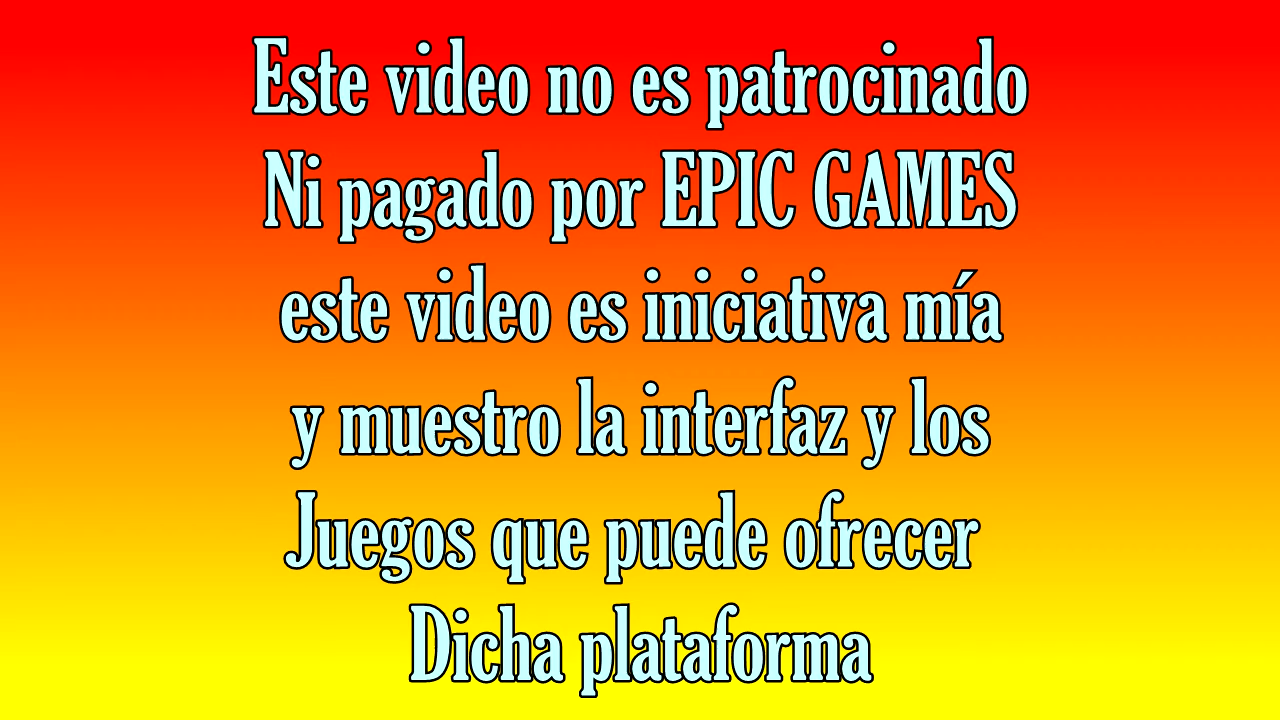 Este video no es patrocinado
Ni pagado por EPIC GAMES
este video es iniciativa mía
y muestro la interfaz y los
Juegos que puede ofrecer
Dicha plataforma